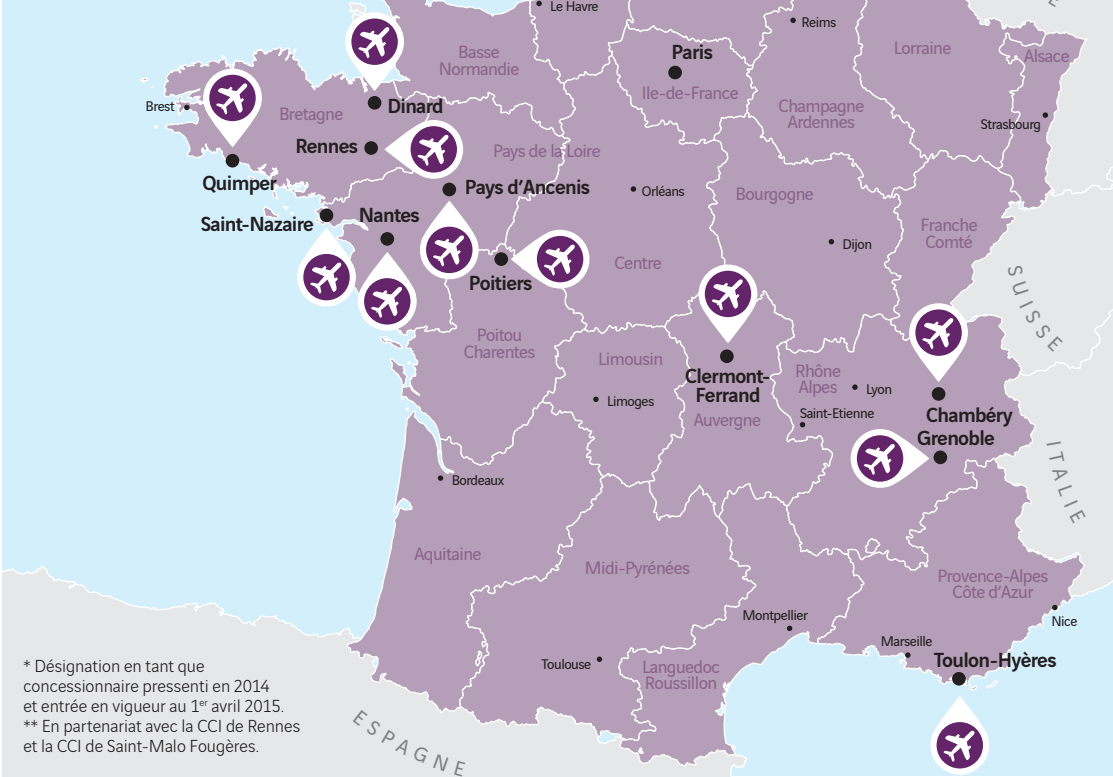 Le Havre
Reims
Paris
Basse
Normandie
Lorraine
Alsace
Ile-de-France
Champagne
Ardennes
Brest
Bretagne
Dinard
Strasbourg
Rennes
Pays de la Loire
Quimper
Pays d'Ancenis
Orléans
Bourgogne
Saint-Nazaire
Nantes
Franche
Comté
Dijon
Centre
Poitiers
SUISSE
Poitou
Charentes
Limousin
Clermont-
Ferrand
Rhône
Alpes
Lyon
Limoges
Auvergne
Saint-Etienne
Chambéry
Grenoble
ITALIE
Bordeaux
Aquitaine
Midi-Pyrénées
Provence-Alpes
Côte d'Azur
Montpellier
Nice
Marseille
Toulouse
Toulon-Hyères
Languedoc
Roussillon
* Désignation en tant que
concessionnaire pressenti en 2014
et entrée en vigueur au 1er avril 2015.
** En partenariat avec la CCI de Rennes
et la CCI de Saint-Malo Fougères.
ESPAGNE